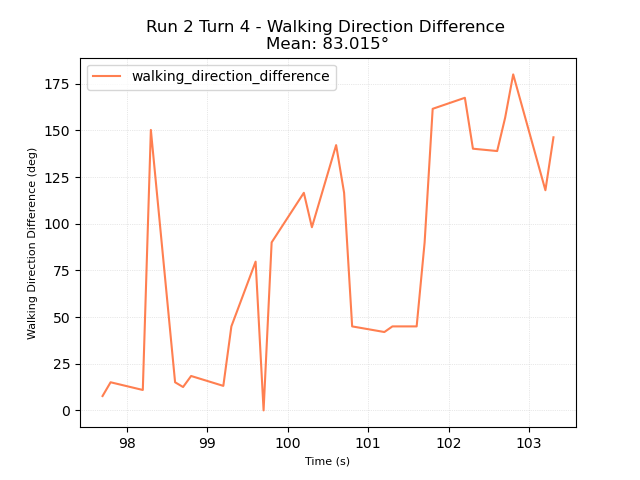 Run 2 Turn 4 - Walking Direction Difference
Mean: 83.015°
walking_direction_difference
Walking Direction Difference (deg)
175
150
125
100
75
50
25
0
98
99
100
101
102
103
Time (s)